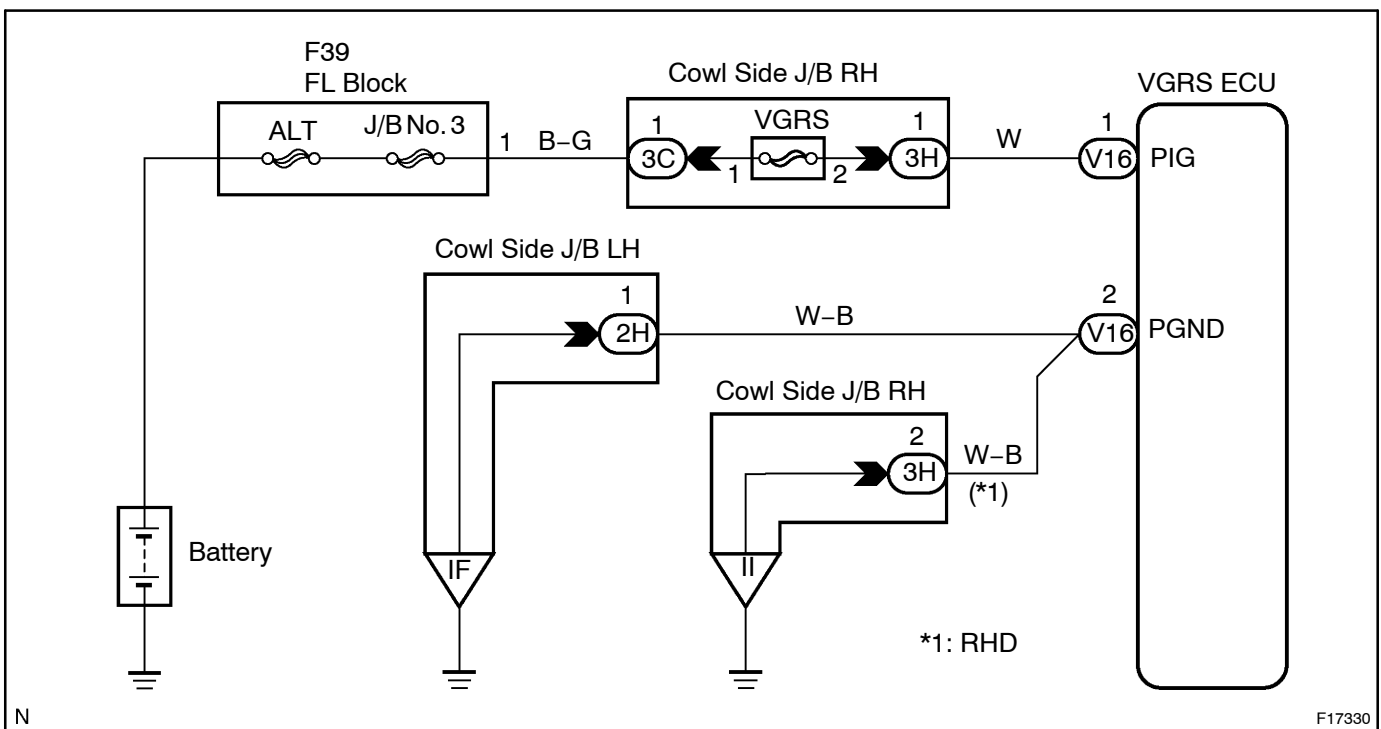 F39
FL Block
Cowl Side J/B RH
VGRS ECU
ALT
J/B No. 3
1
B–G
1
3C
1
VGRS
2
1
3H
W
1
V16
PIG
Cowl Side J/B LH
1
2H
W–B
2
V16
PGND
Cowl Side J/B RH
2
3H
W–B
(*1)
Battery
IF
II
*1: RHD
N
F17330